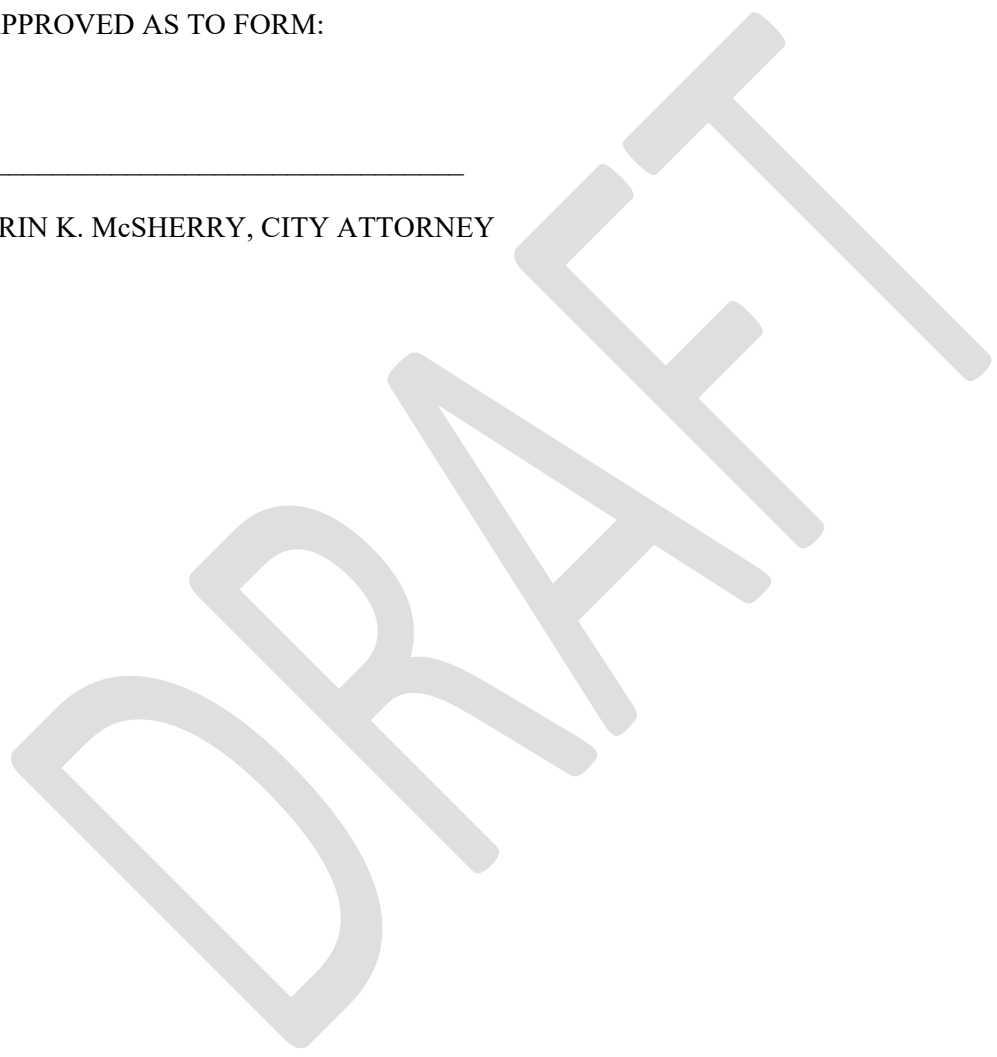 PPROVED AS TO FORM:
RIN K. McSHERRY, CITY ATTORNEY
DRAFT